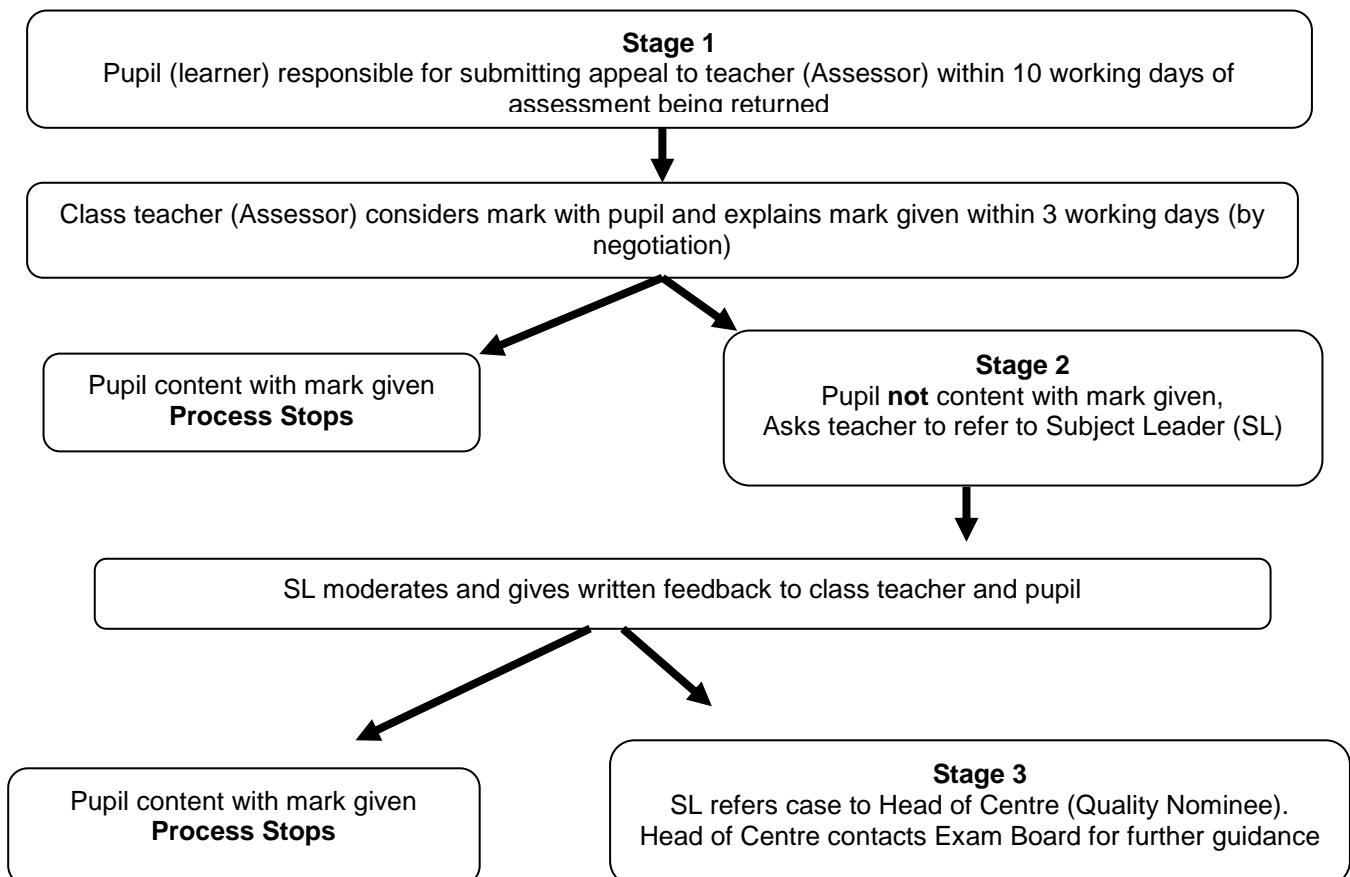 Stage 1
Pupil (learner) responsible for submitting appeal to teacher (Assessor) within 10 working days of
assessment being returned
Class teacher (Assessor) considers mark with pupil and explains mark given within 3 working days (by
negotiation)
Pupil content with mark given
Process Stops
Stage 2
Pupil not content with mark given,
Asks teacher to refer to Subject Leader (SL)
SL moderates and gives written feedback to class teacher and pupil
Pupil content with mark given
Process Stops
Stage 3
SL refers case to Head of Centre (Quality Nominee).
Head of Centre contacts Exam Board for further guidance